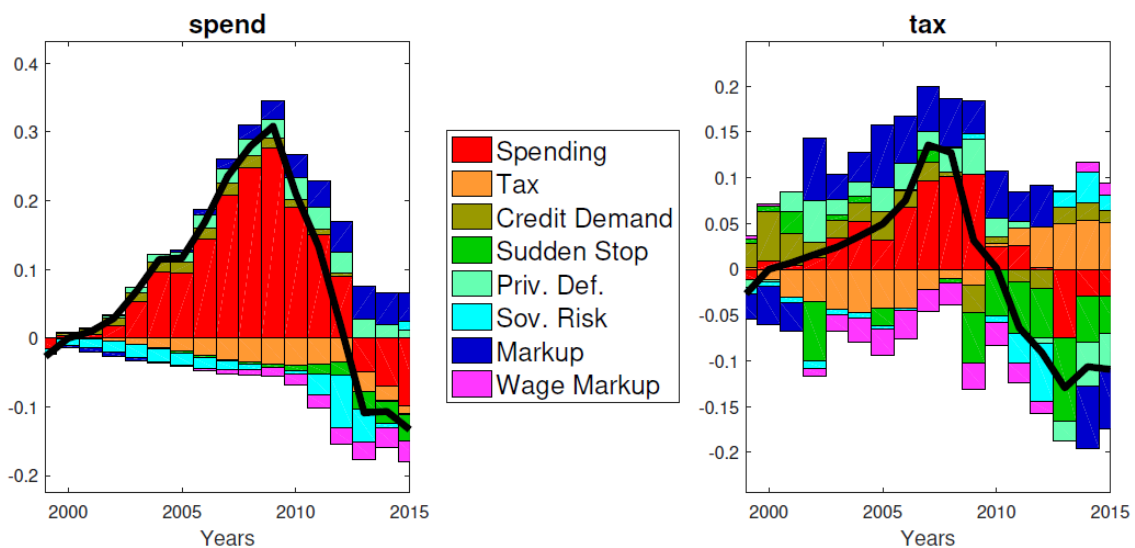 spend
0.4
0.3
0.2
0.1
0
-0.1
-0.2
2000 2005 2010 2015
Years
Spending
Tax
Credit Demand
Sudden Stop
Priv. Def.
Sov. Risk
Markup
Wage Markup
tax
0.2
0.15
0.1
0.05
0
-0.05
-0.1
-0.15
-0.2
2000 2005 2010 2015
Years